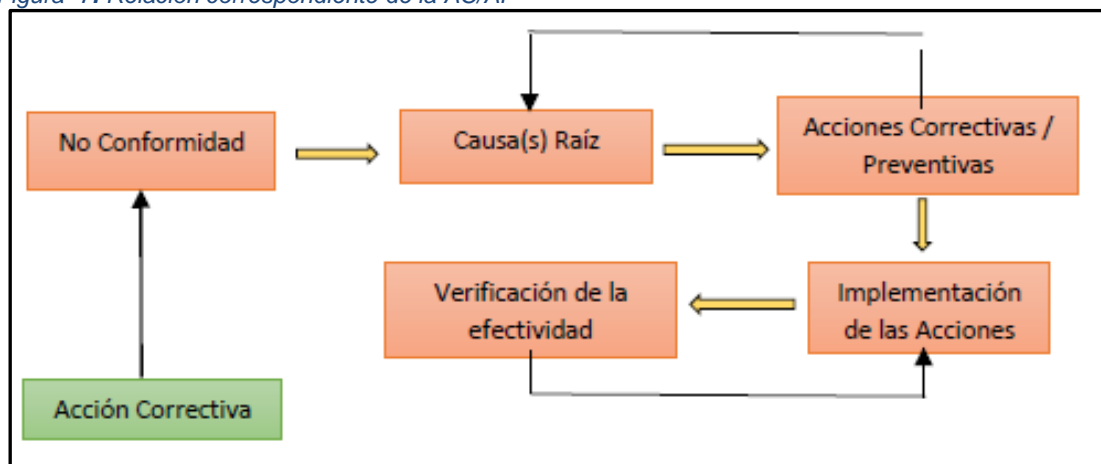 No Conformidad
Causa(s) Raíz
Acciones Correctivas /
Preventivas
Verificación de la
efectividad
Implementación
de las Acciones
Acción Correctiva